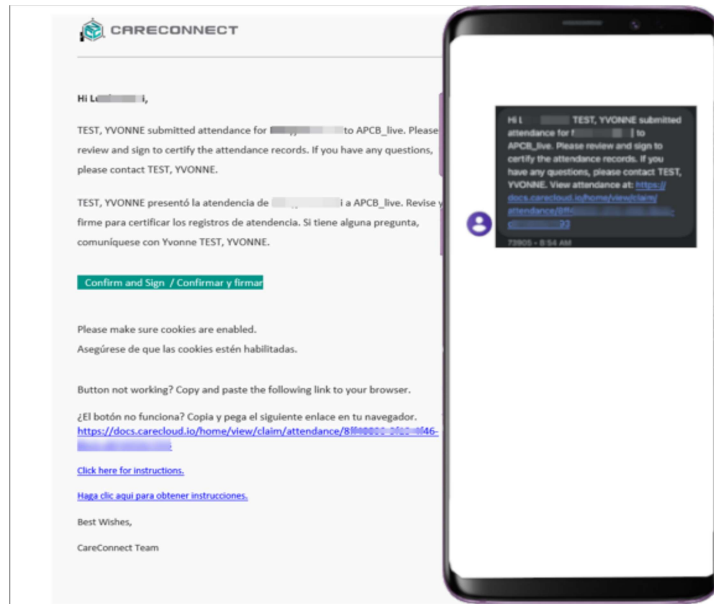 CARECONNECT
Hi
TEST, YVONNE submitted attendance for to APCB_live. Please
review and sign to certify the attendance records. If you have any questions,
please contact TEST, YVONNE.
TEST, YVONNE presentó la atendencia de a APCB_live. Revise y
firme para certificar los registros de atendencia. Si tiene alguna pregunta,
comuníquese con Yvonne TEST, YVONNE.
Confirm and Sign / Confirmar y firmar
Please make sure cookies are enabled.
Asegúrese de que las cookies estén habilitadas.
Button not working? Copy and paste the following link to your browser.
¿El botón no funciona? Copia y pega el siguiente enlace en tu navegador.
https://docs.carecloud.io/home/view/claim/attendance/
Click here for instructions.
Haga clic aqui para obtener instrucciones.
Best Wishes,
CareConnect Team
Hi TEST, YVONNE submitted
attendance for to
APCB_live. Please review and sign to
certify the attendance records. If you
have any questions, please contact TEST,
YVONNE. View attendance at: https://
docs.carecloud.io/home/view/claim/
attendance/
73905 • 8:54 AM